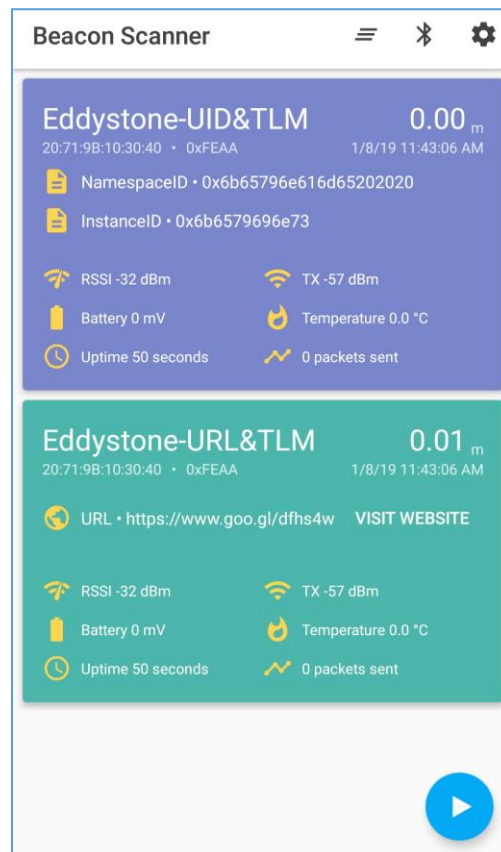 Beacon Scanner
Eddystone-UID&TLM 0.00 m
20:71:9B:10:30:40 • 0xFEAA 1/8/19 11:43:06 AM
NamespaceID • 0x6b65796e616d65202020
InstanceID • 0x6b6579696e73
RSSI -32 dBm TX -57 dBm
Battery 0 mV Temperature 0.0 °C
Uptime 50 seconds 0 packets sent
Eddystone-URL&TLM 0.01 m
20:71:9B:10:30:40 • 0xFEAA 1/8/19 11:43:06 AM
URL • https://www.goo.gl/dfhs4w VISIT WEBSITE
RSSI -32 dBm TX -57 dBm
Battery 0 mV Temperature 0.0 °C
Uptime 50 seconds 0 packets sent